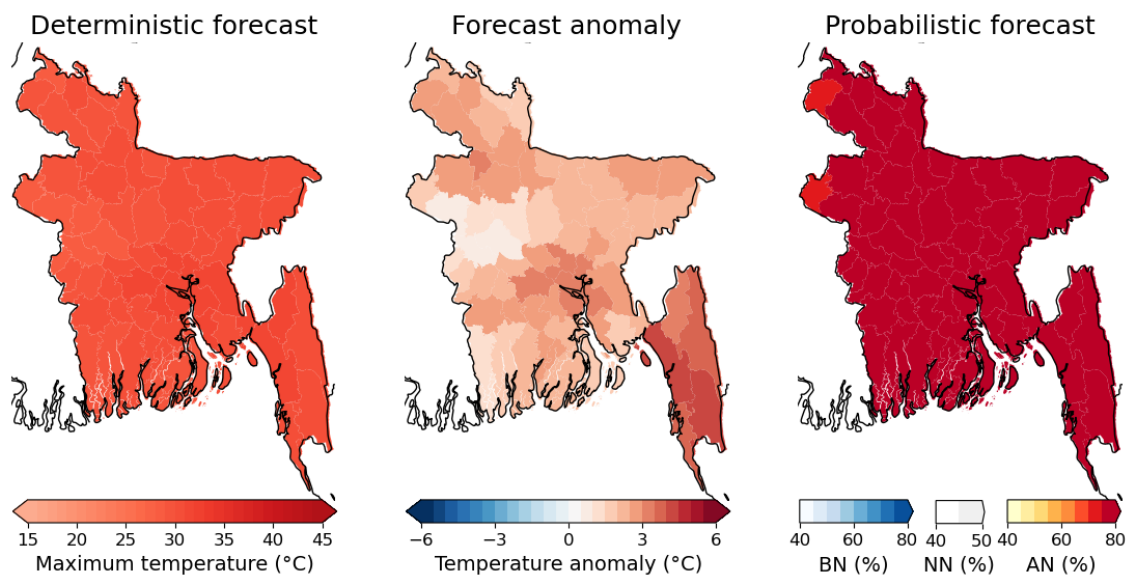 Deterministic forecast
Forecast anomaly
Probabilistic forecast
15 20 25 30 35 40 45
Maximum temperature (°C)
−6 −3 0 3 6
Temperature anomaly (°C)
40 60 80
BN (%)
40 50
NN (%)
40 60 80
AN (%)